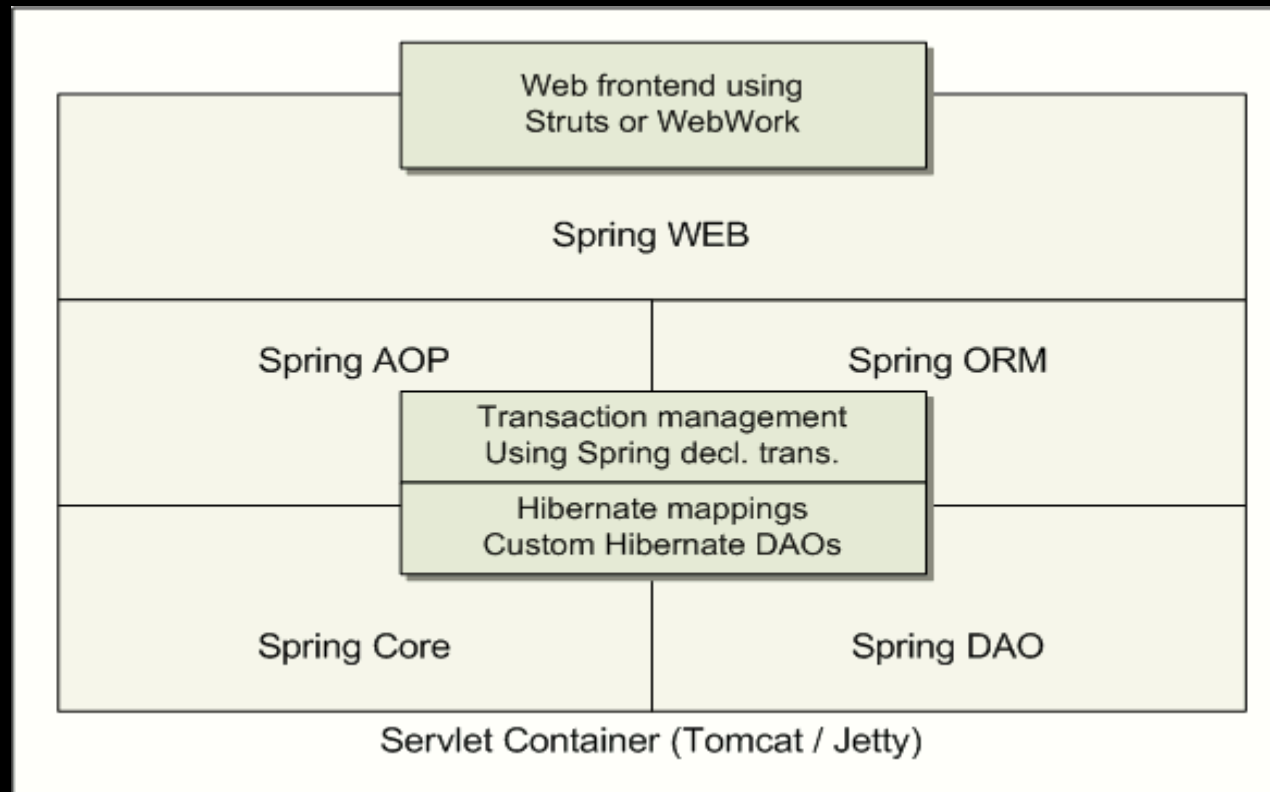 Web frontend using
Struts or WebWork
Spring WEB
Spring AOP
Spring ORM
Transaction management
Using Spring decl. trans.
Hibernate mappings
Custom Hibernate DAOs
Spring Core
Spring DAO
Servlet Container (Tomcat / Jetty)